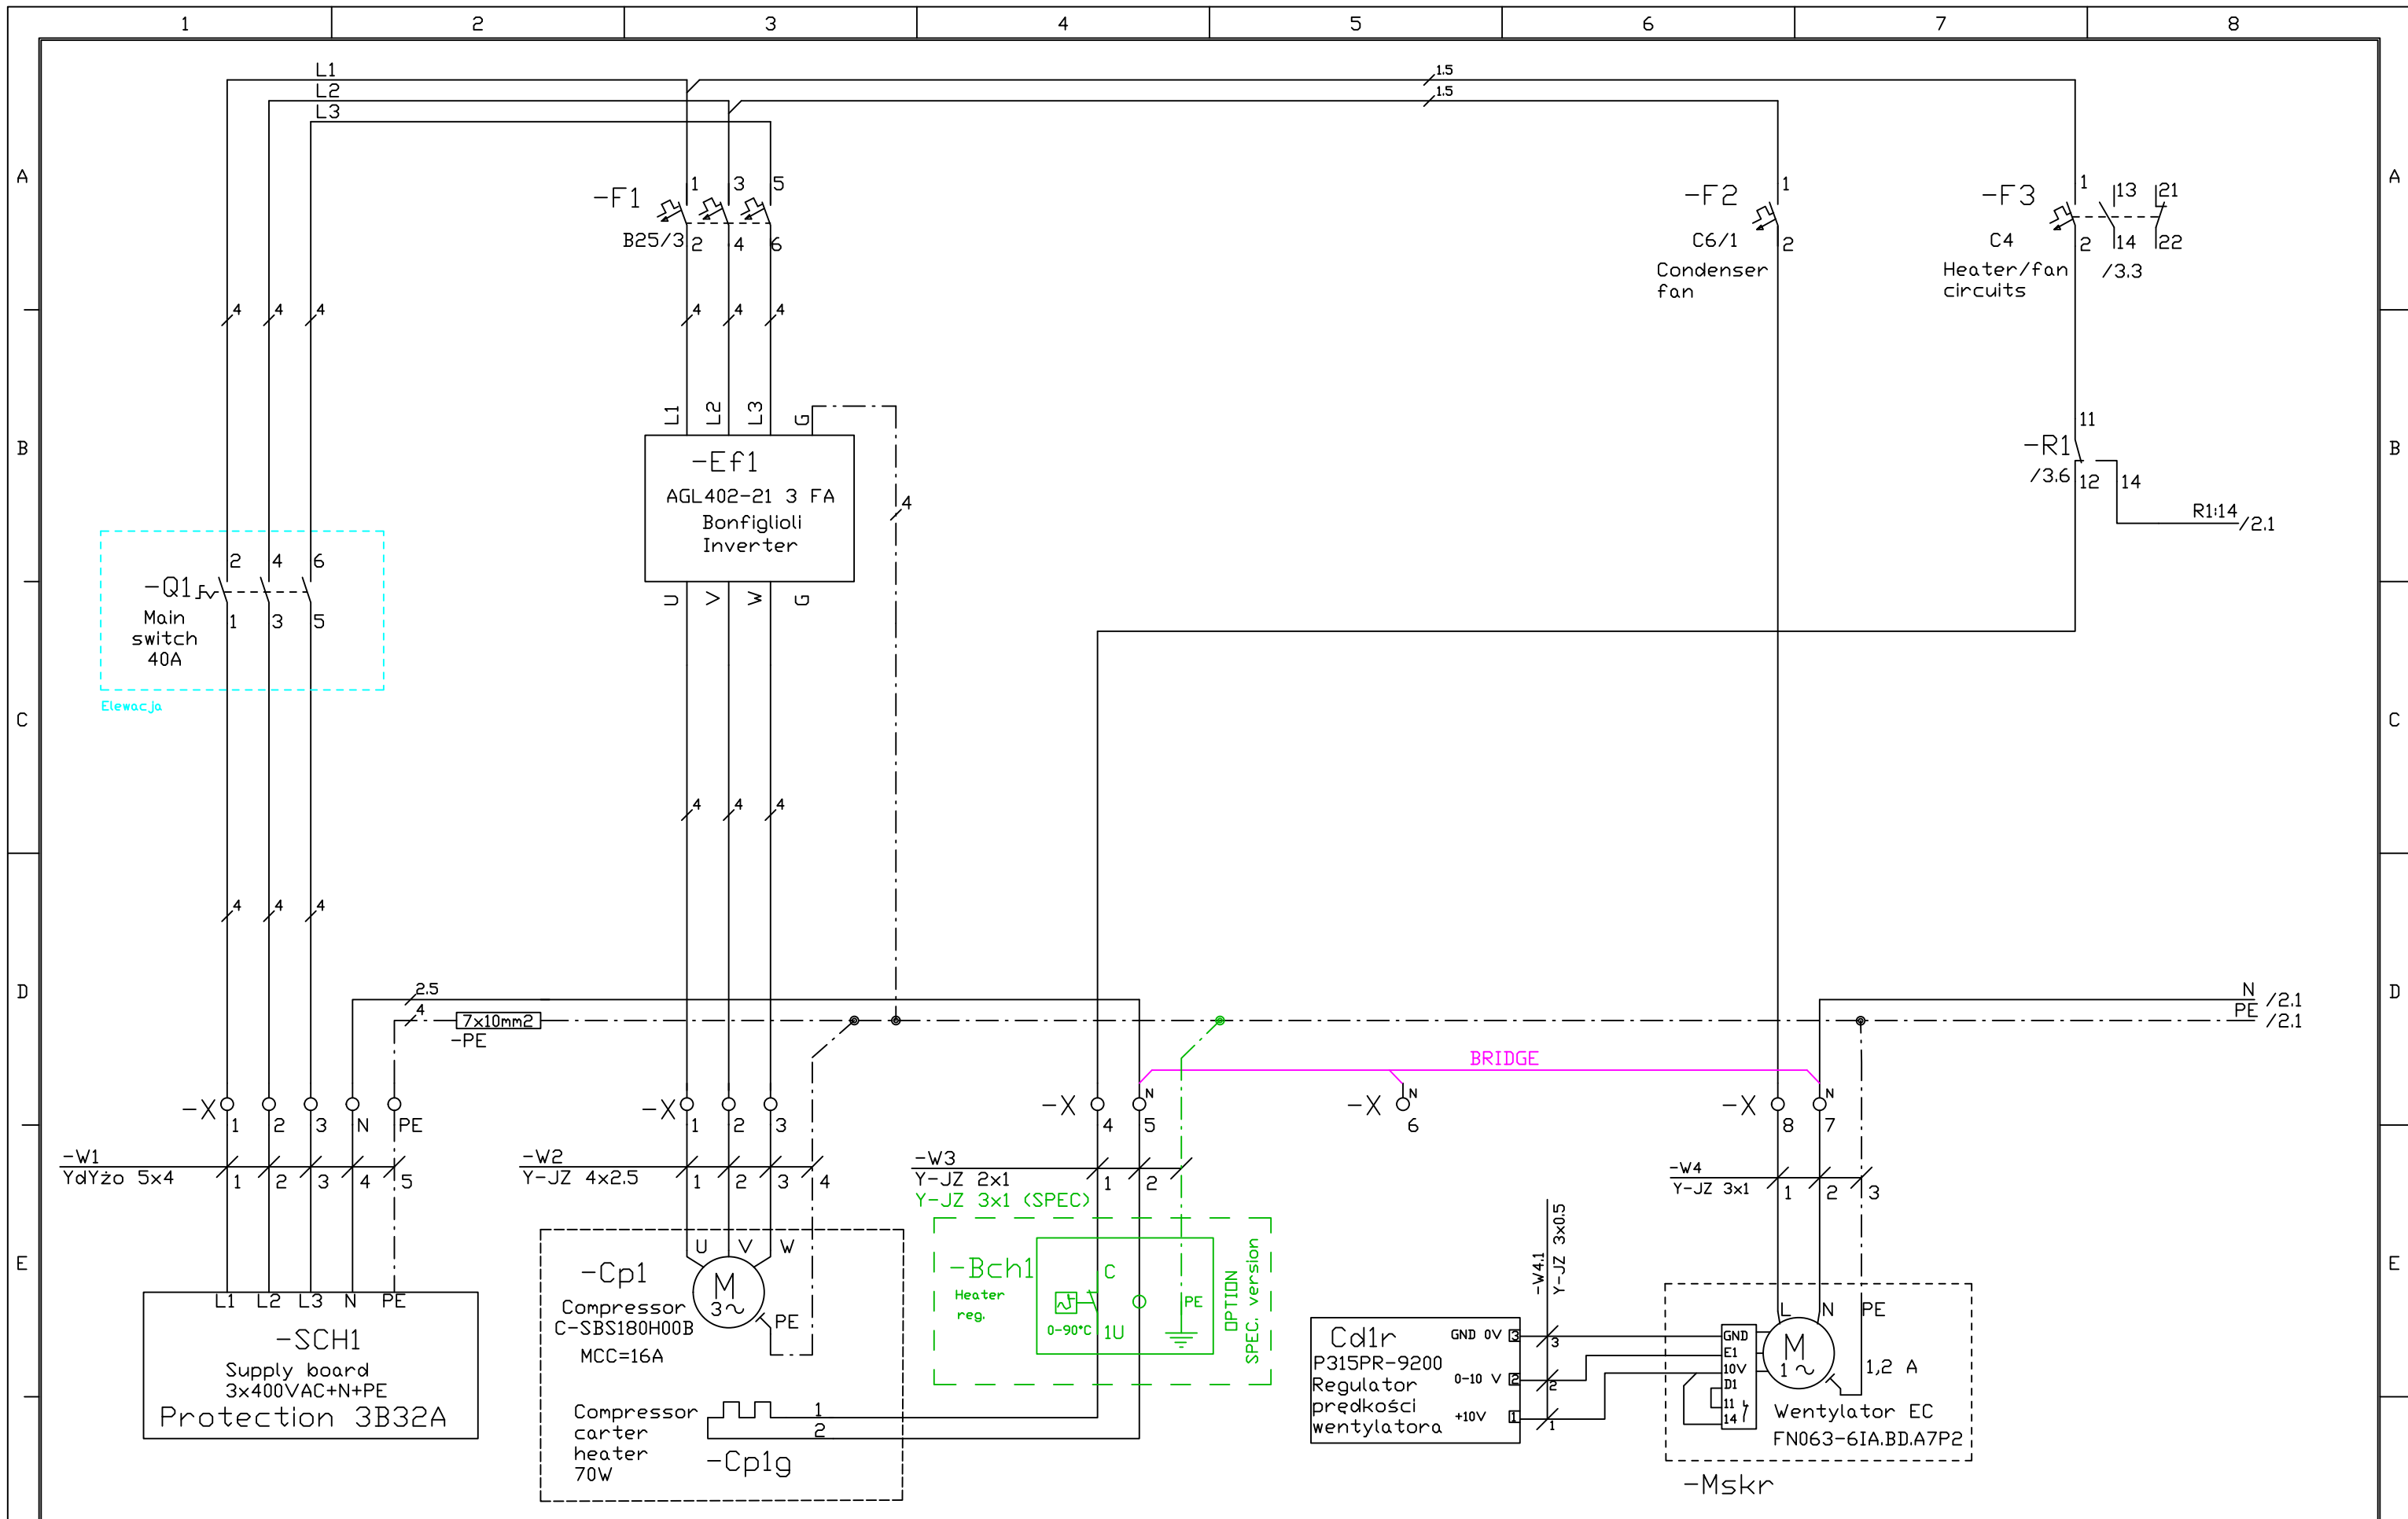 1 2 3 4 5 6 7 8
L1
L2
L3
1.5
1.5
A
A
-F1
1 3 5
B25/3
2 4 6
-F2
1
C6/1
2
Condenser
fan
-F3
1 13 21
C4
2 14 22
Heater/fan
circuits
/3.3
4 4 4
4 4 4
L1 L2 L3 G
B
B
-Ef1
AGL402-21 3 FA
Bonfiglioli
Inverter
4
11
-R1
/3.6
12 14
R1:14
/2.1
2 4 6
-Q1
1 3 5
Main
switch
40A
Elewacja
U V W G
C
C
4 4 4
4 4 4
D
D
2.5
4
7x10mm2
-PE
N /2.1
PE /2.1
BRIDGE
-X
1 2 3 N PE
-X
1 2 3
-X
4
N
5
-X
N
6
-X
8
N
7
-W1
YdYżo 5x4
1 2 3 4 5
-W2
Y-JZ 4x2.5
1 2 3 4
-W3
Y-JZ 2x1
Y-JZ 3x1 (SPEC)
1 2
-W4
Y-JZ 3x1
1 2 3
-W4.1
Y-JZ 3x0.5
E
E
L1 L2 L3 N PE
-SCH1
Supply board
3x400VAC+N+PE
Protection 3B32A
U V W
-Cp1
M
3~
PE
Compressor
C-SBS180H00B
MCC=16A
Compressor
carter
heater
70W
1
2
-Cp1g
-Bch1
Heater
reg.
C
0-90°C
1U
PE
OPTION
SPEC. version
Cd1r
P315PR-9200
Regulator
prędkości
wentylatora
GND 0V 3
0-10 V 2
+10V 1
3
2
1
L N PE
GND
E1
10V
D1
11
14
M
1~
1,2 A
Wentylator EC
FN063-6IA.BD.A7P2
-Mskr